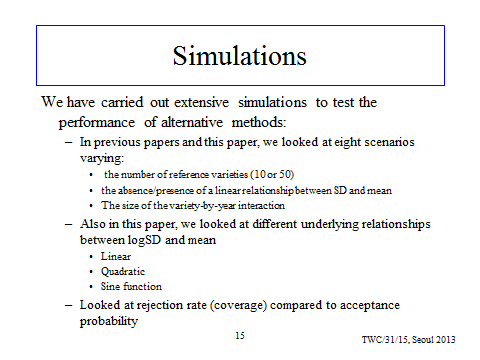 Simulations
We have carried out extensive simulations to test the
performance of alternative methods:
– In previous papers and this paper, we looked at eight scenarios
varying:
• the number of reference varieties (10 or 50)
• the absence/presence of a linear relationship between SD and mean
• The size of the variety-by-year interaction
– Also in this paper, we looked at different underlying relationships
between logSD and mean
• Linear
• Quadratic
• Sine function
– Looked at rejection rate (coverage) compared to acceptance
probability
15
TWC/31/15, Seoul 2013